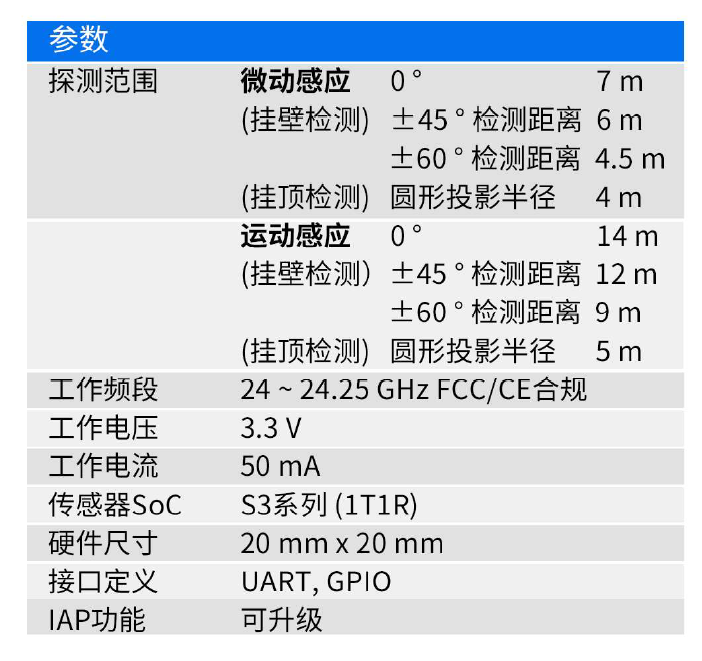 参数
探测范围 微动感应 0 ° 7 m
(挂壁检测) ±45 ° 检测距离 6 m
±60 ° 检测距离 4.5 m
(挂顶检测) 圆形投影半径 4 m
运动感应 0 ° 14 m
(挂壁检测） ±45 ° 检测距离 12 m
±60 ° 检测距离 9 m
(挂顶检测) 圆形投影半径 5 m
工作频段 24 ~ 24.25 GHz FCC/CE合规
工作电压 3.3 V
工作电流 50 mA
传感器SoC S3系列 (1T1R)
硬件尺寸 20 mm x 20 mm
接口定义 UART, GPIO
IAP功能 可升级